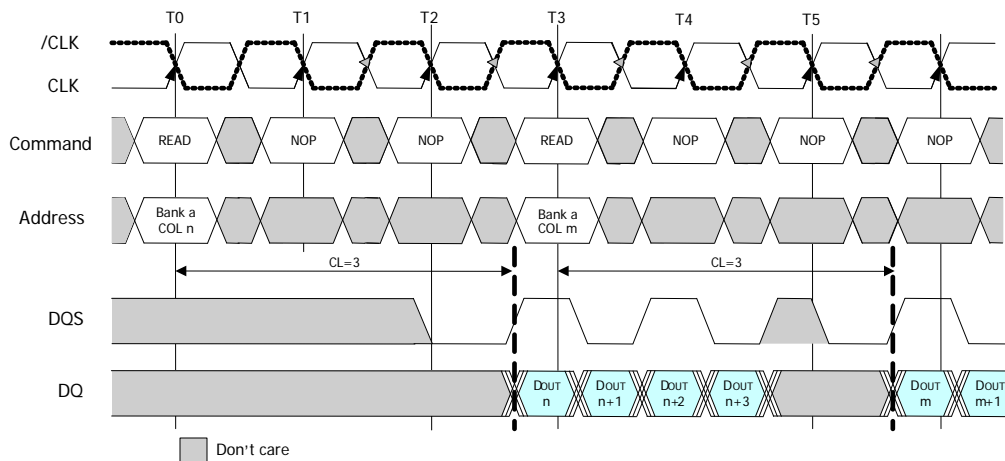 T0 T1 T2 T3 T4 T5
/CLK
CLK
Command READ NOP NOP READ NOP NOP NOP
Address Bank a COL n Bank a COL m
CL=3 CL=3
DQS
DQ DOUT n DOUT n+1 DOUT n+2 DOUT n+3 DOUT m DOUT m+1
Don't care